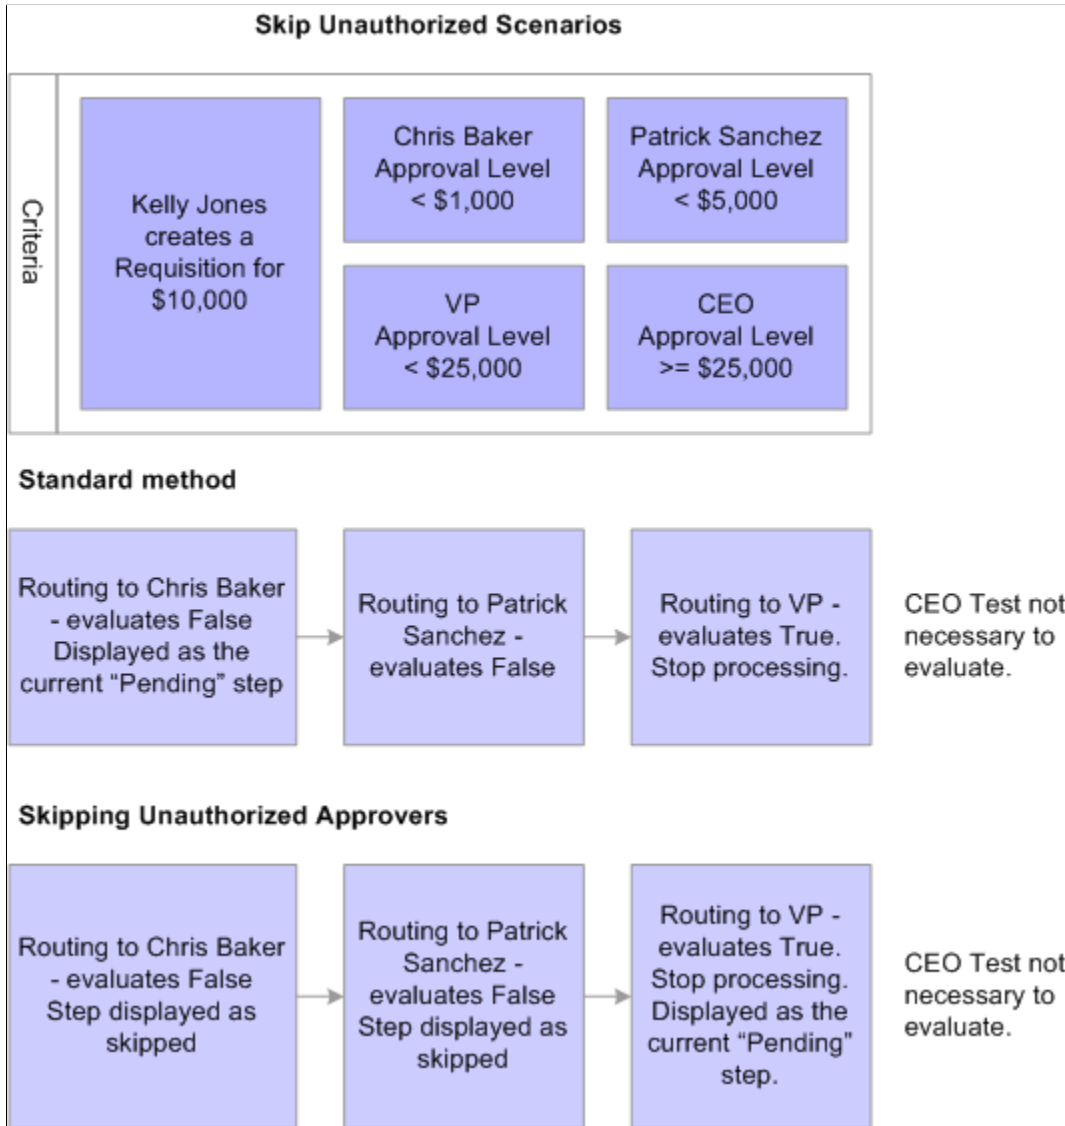 Skip Unauthorized Scenarios
Criteria
Kelly Jones
creates a
Requisition for
$10,000
Chris Baker
Approval Level
< $1,000
Patrick Sanchez
Approval Level
< $5,000
VP
Approval Level
< $25,000
CEO
Approval Level
>= $25,000
Standard method
Routing to Chris Baker
- evaluates False
Displayed as the
current “Pending” step
Routing to Patrick
Sanchez -
evaluates False
Routing to VP -
evaluates True.
Stop processing.
CEO Test not
necessary to
evaluate.
Skipping Unauthorized Approvers
Routing to Chris Baker
- evaluates False
Step displayed as
skipped
Routing to Patrick
Sanchez -
evaluates False
Step displayed as
skipped
Routing to VP -
evaluates True.
Stop processing.
Displayed as the
current “Pending”
step.
CEO Test not
necessary to
evaluate.